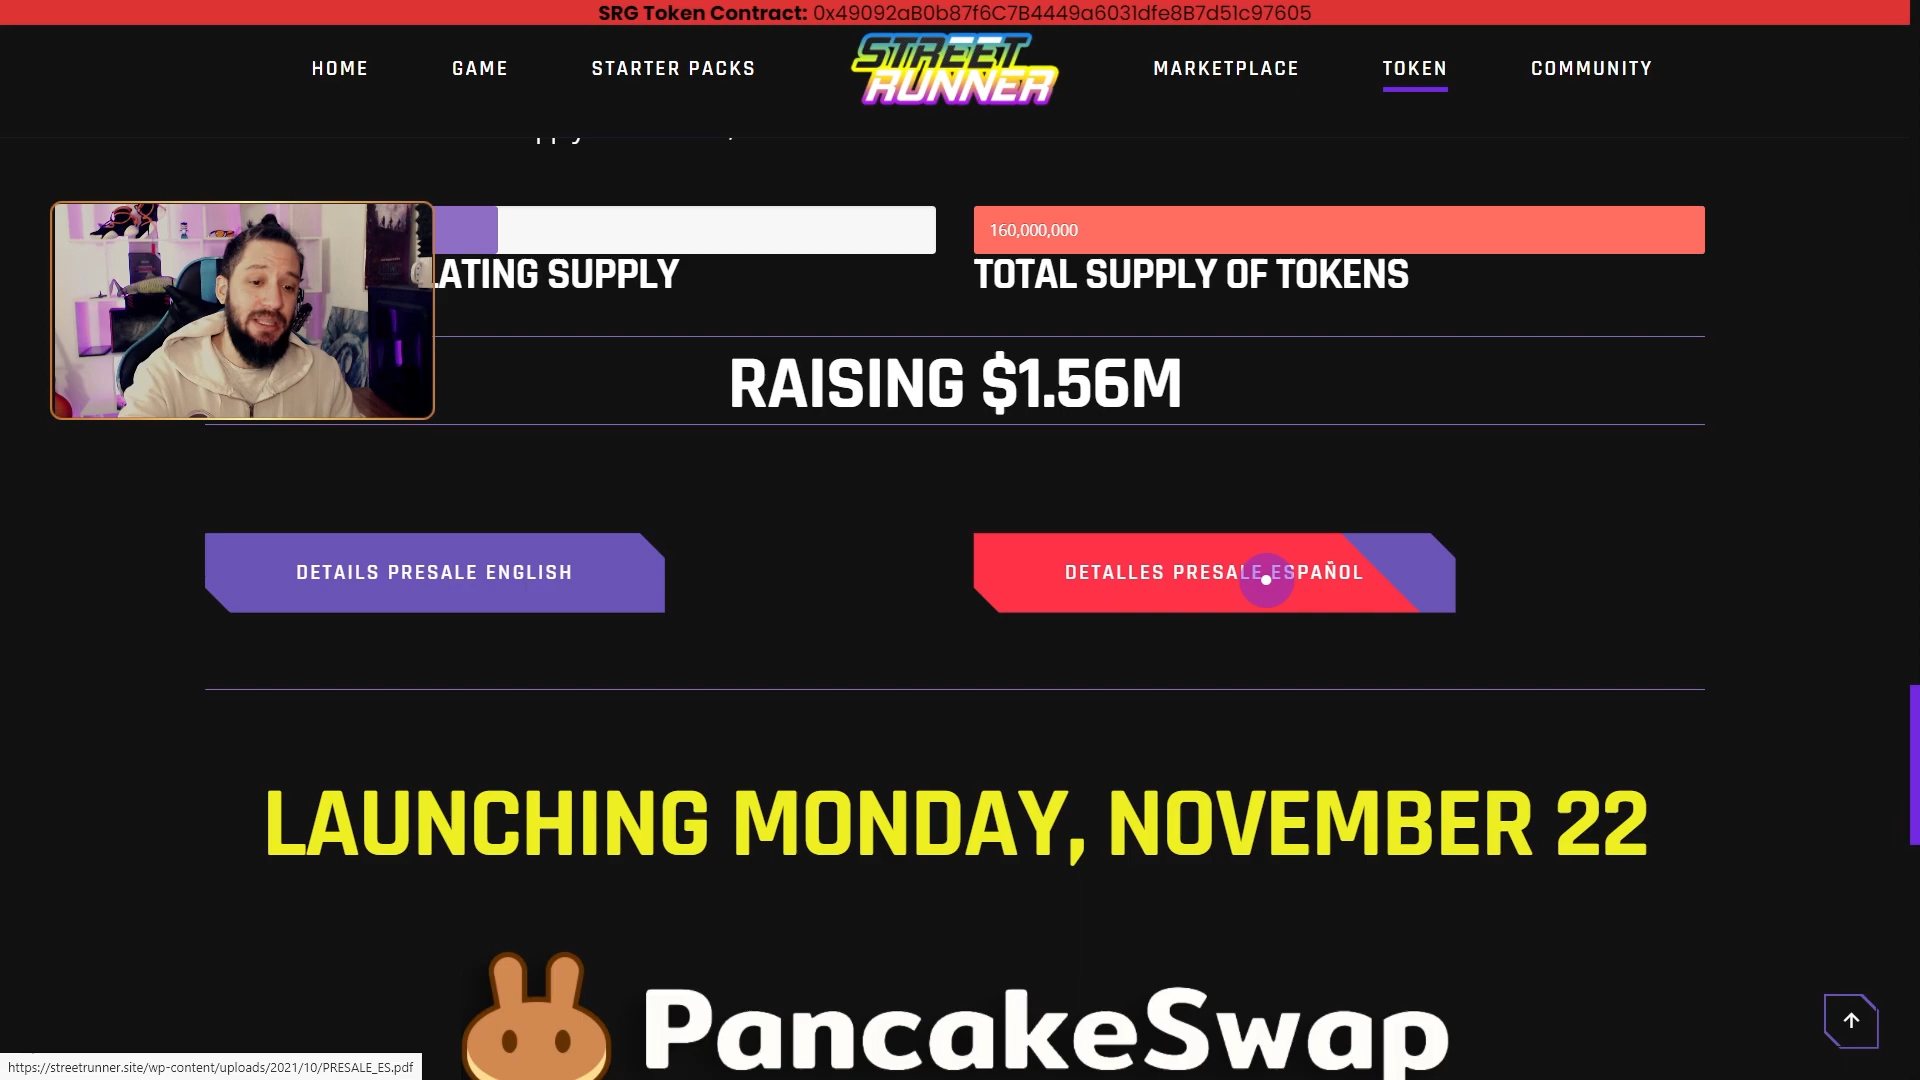 SRG Token Contract: 0x49092aB0b87f6C7B4449a6031dfe8B7d51c97605
HOME
GAME
STARTER PACKS
STREET
RUNNER
MARKETPLACE
TOKEN
COMMUNITY
160,000,000
LATING SUPPLY
TOTAL SUPPLY OF TOKENS
RAISING $1.56M
DETAILS PRESALE ENGLISH
DETALLES PRESALE ESPAÑOL
LAUNCHING MONDAY, NOVEMBER 22
PancakeSwap
https://streetrunner.site/wp-content/uploads/2021/10/PRESALE_ES.pdf